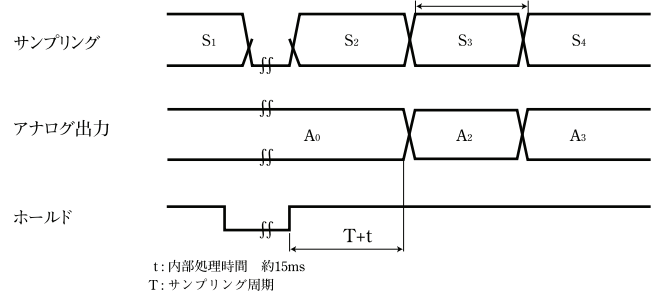 サンプリング S1 S2 S3 S4
アナログ出力 A0 A2 A3
ホールド
T+t
t : 内部処理時間 約15ms
T : サンプリング周期